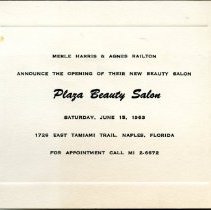 MERLE HARRIS & AGNES RAILTON
ANNOUNCE THE OPENING OF THEIR NEW BEAUTY SALON
Plaza Beauty Salon
SATURDAY, JUNE 15, 1963
1729 EAST TAMIAMI TRAIL, NAPLES, FLORIDA
FOR APPOINTMENT CALL MI 2-6672